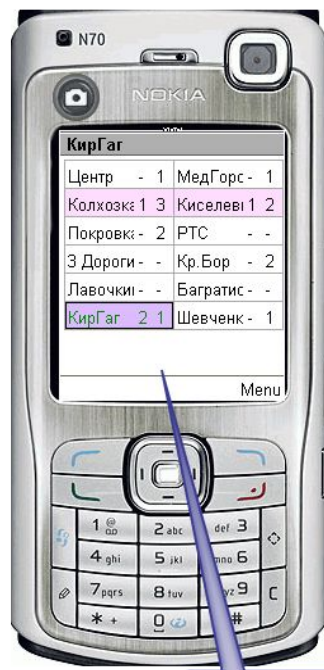 N70
NOKIA
КирГаг
Центр - 1 МедГорс - 1
Колхозка 1 3 Киселев 1 2
Покровка - 2 РТС - -
3 Дороги - - Кр.Бор - 2
Лавочки - - Багратис - -
КирГаг 2 1 Шевченк - 1
Menu
1 2 abc def 3
4 ghi 5 jkl mno 6
7 pqrs 8 tuv 9
* + 0 #
C